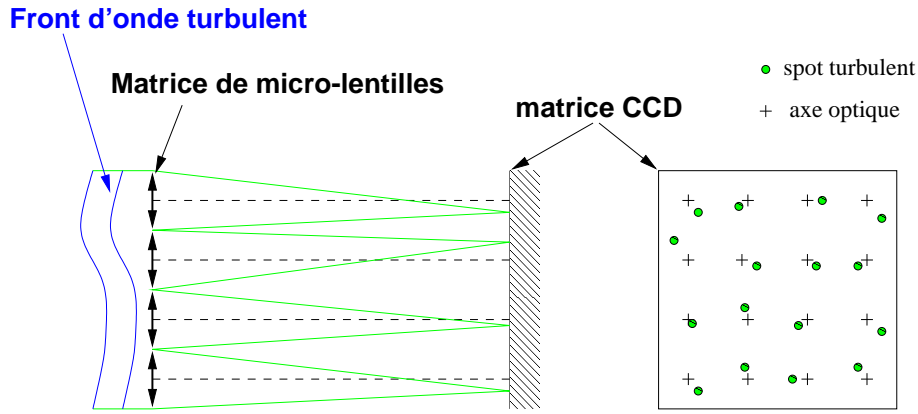 Front d'onde turbulent
Matrice de micro-lentilles
matrice CCD
spot turbulent
axe optique